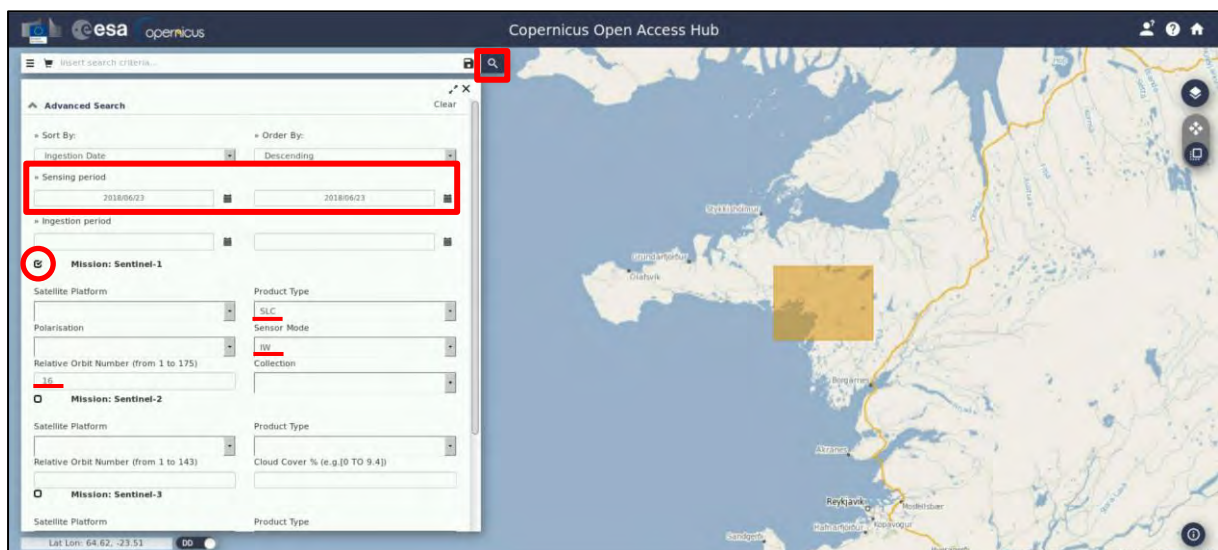 esa
opernicus
Copernicus Open Access Hub
Insert search criteria...
Advanced Search
Clear
» Sort By:
» Order By:
Ingestion Date
Descending
» Sensing period
2018/06/23
2018/06/23
» Ingestion period
Mission: Sentinel-1
Satellite Platform
Product Type
SLC
Polarisation
Sensor Mode
IW
Relative Orbit Number (from 1 to 175)
Collection
16
Mission: Sentinel-2
Satellite Platform
Product Type
Relative Orbit Number (from 1 to 143)
Cloud Cover % (e.g.[0 TO 9.4])
Mission: Sentinel-3
Satellite Platform
Product Type
Lat Lon: 64.62, -23.51
DD
Stykkishólmur
Grundarfjörður
Ólafsvík
Borgarnes
Akranes
Reykjavík
Mosfellsbær
Hafnarfjörður
Kópavogur
Sandgerði